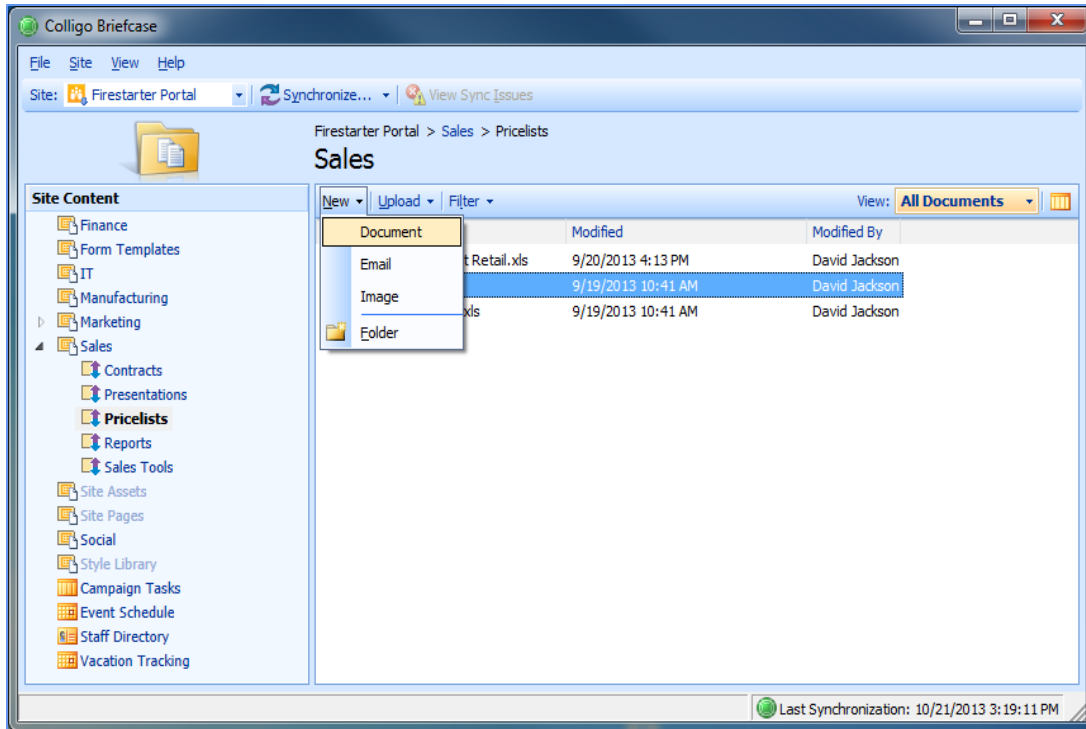 Colligo Briefcase
File Site View Help
Site: Firestarter Portal Synchronize... View Sync Issues
Firestarter Portal > Sales > Pricelists
Sales
Site Content
New Upload Filter View: All Documents
Finance
Form Templates
IT
Manufacturing
Marketing
Sales
Contracts
Presentations
Pricelists
Reports
Sales Tools
Site Assets
Site Pages
Social
Style Library
Campaign Tasks
Event Schedule
Staff Directory
Vacation Tracking
Document
Email
Image
Folder
Modified Modified By
t Retail.xls 9/20/2013 4:13 PM David Jackson
9/19/2013 10:41 AM David Jackson
xls 9/19/2013 10:41 AM David Jackson
Last Synchronization: 10/21/2013 3:19:11 PM